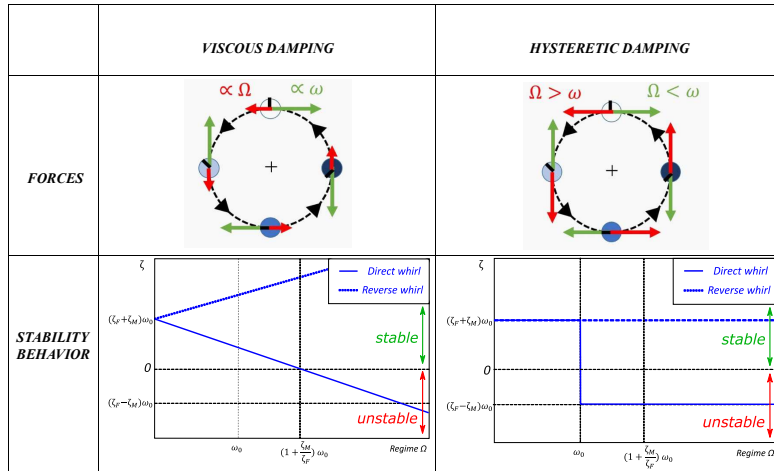 VISCOUS DAMPING
HYSTERETIC DAMPING
FORCES
∝ Ω
∝ ω
Ω > ω
Ω < ω
STABILITY
BEHAVIOR
ζ
Direct whirl
Reverse whirl
(ζF+ζM)ω0
stable
0
(ζF−ζM)ω0
unstable
ω0
(1 + ζM/ζF) ω0
Regime Ω
ζ
Direct whirl
Reverse whirl
(ζF+ζM)ω0
stable
0
(ζF−ζM)ω0
unstable
ω0
(1 + ζM/ζF) ω0
Regime Ω